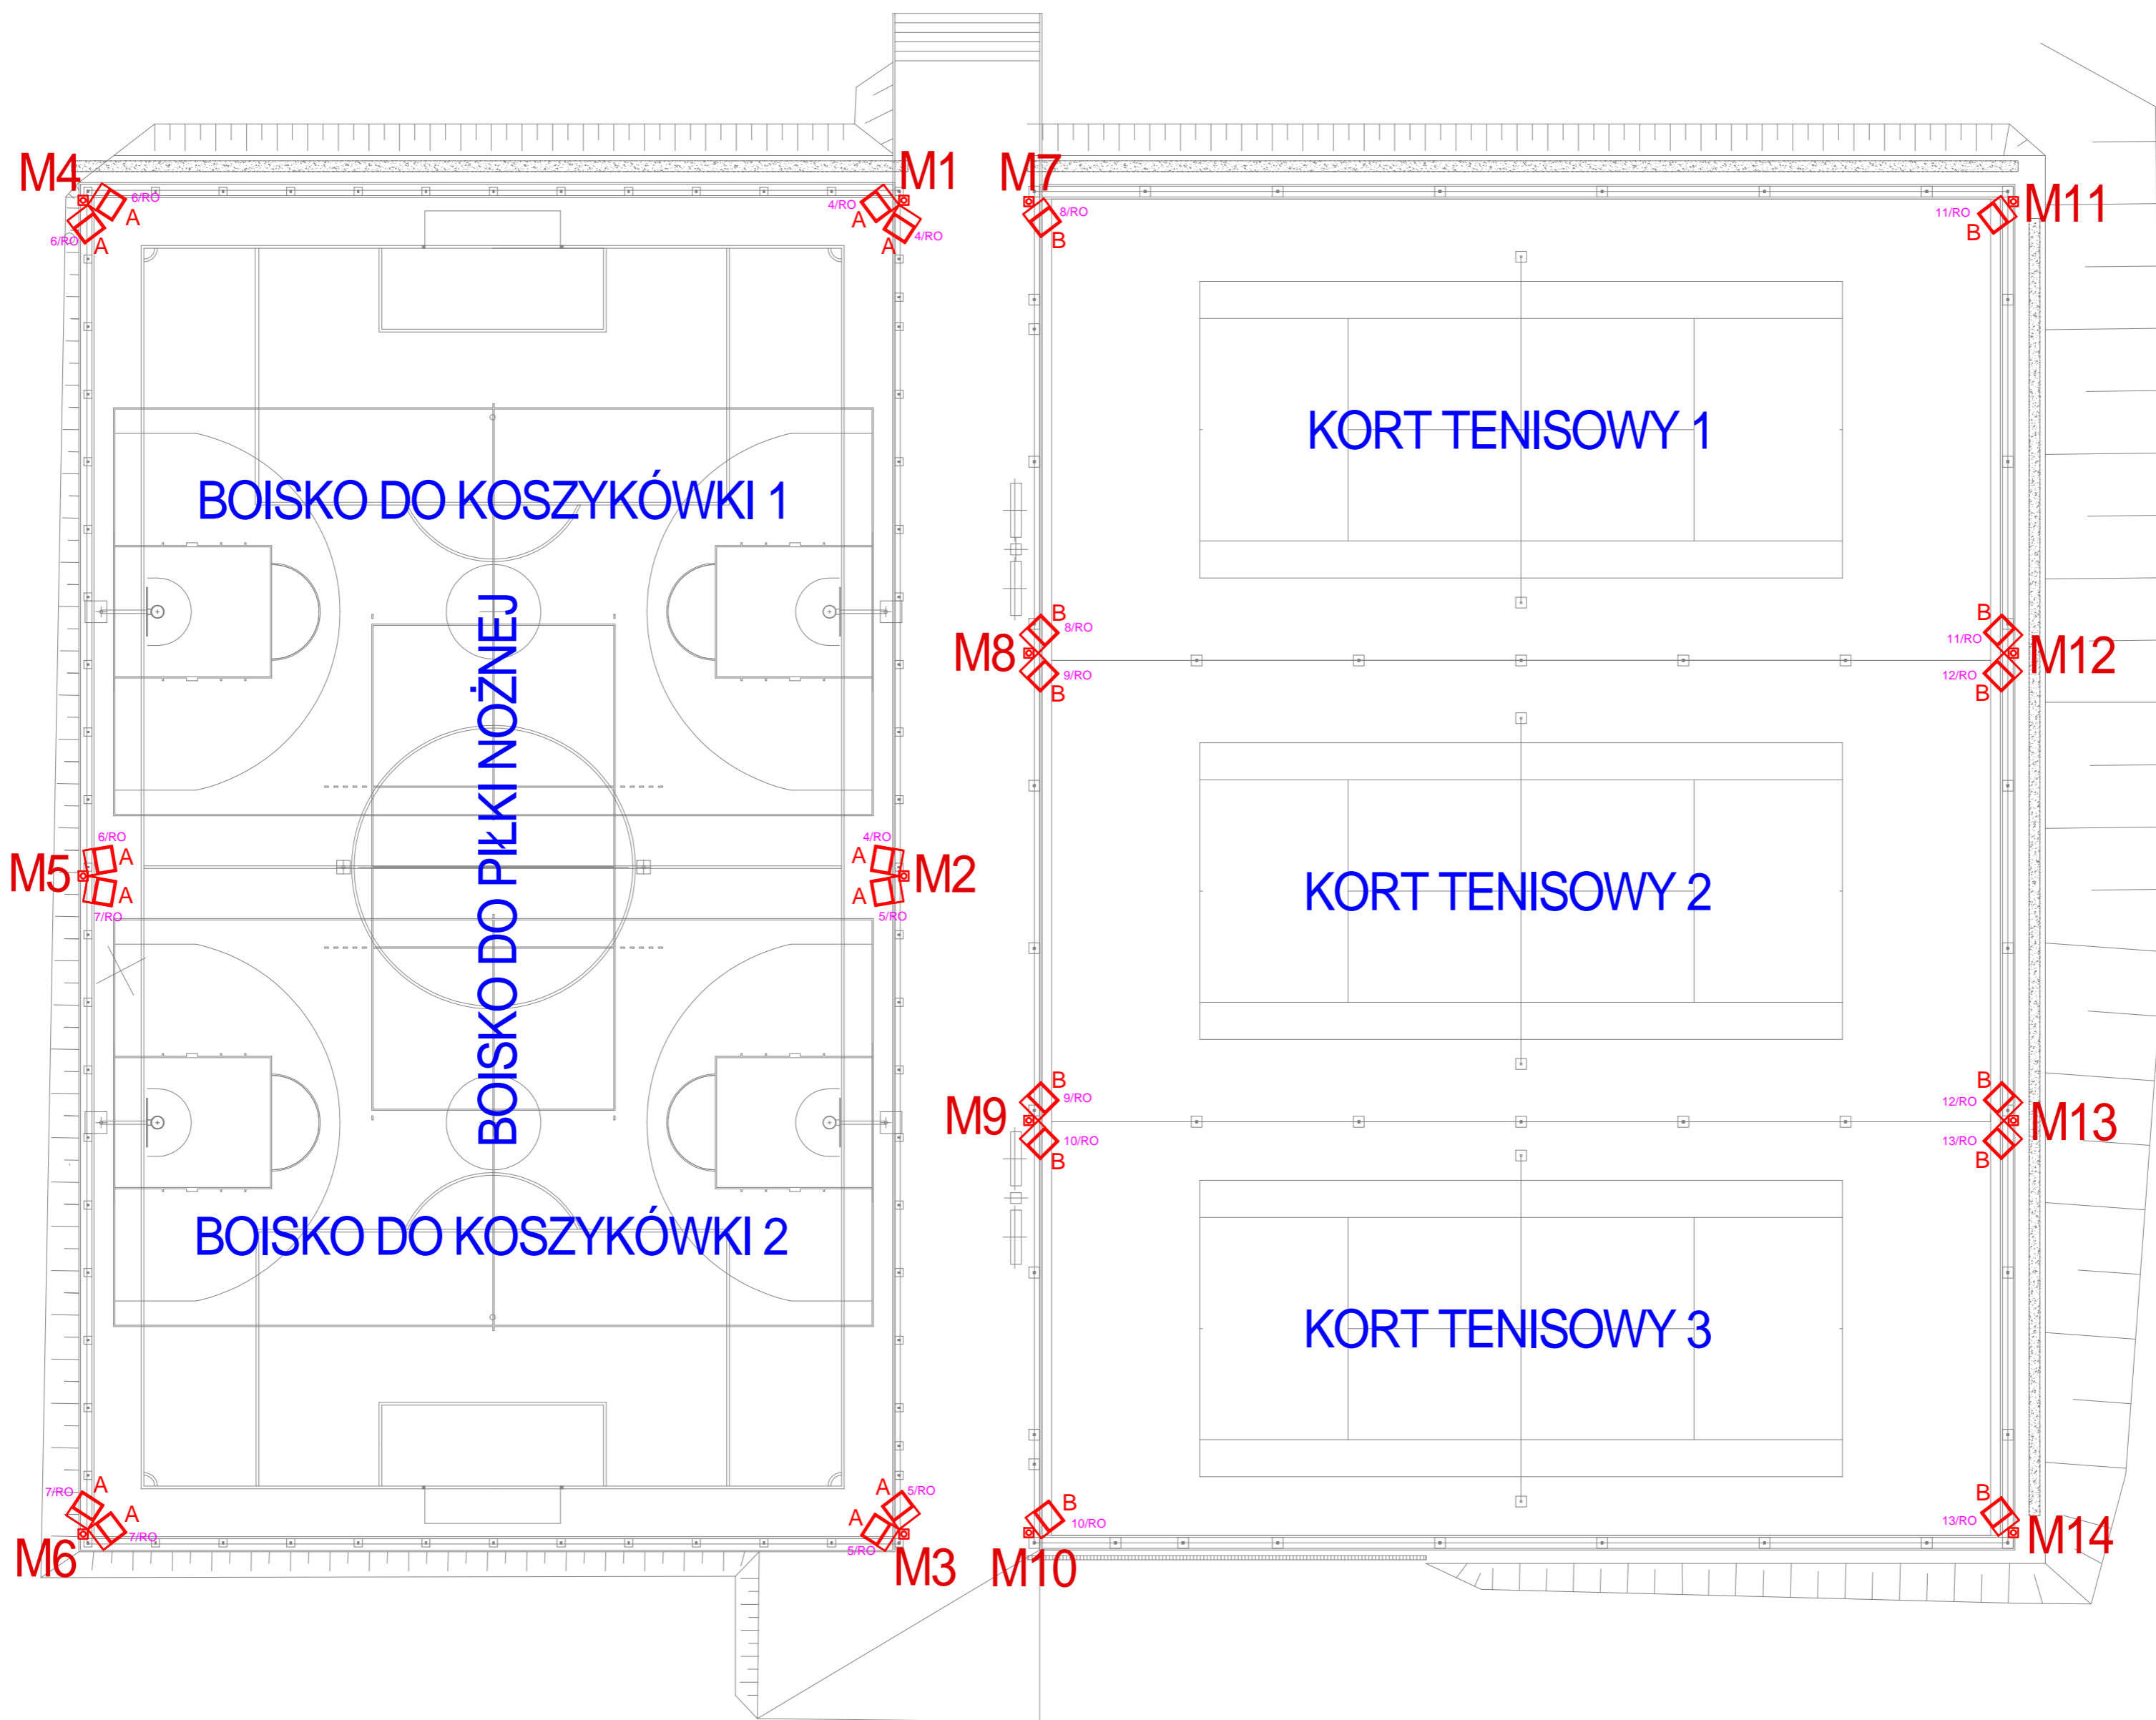 M4
6/RO
A
6/RO
A
M1
4/RO
A
4/RO
A
M7
8/RO
B
M11
11/RO
B
KORT TENISOWY 1
BOISKO DO KOSZYKÓWKI 1
BOISKO DO PIŁKI NOŻNEJ
M8
B
8/RO
9/RO
B
M12
B
11/RO
12/RO
B
M5
6/RO
A
A
7/RO
M2
4/RO
A
A
5/RO
KORT TENISOWY 2
M9
B
9/RO
10/RO
B
M13
B
12/RO
13/RO
B
BOISKO DO KOSZYKÓWKI 2
KORT TENISOWY 3
M6
7/RO
A
A
7/RO
M3
A
5/RO
A
5/RO
M10
B
10/RO
M14
B
13/RO